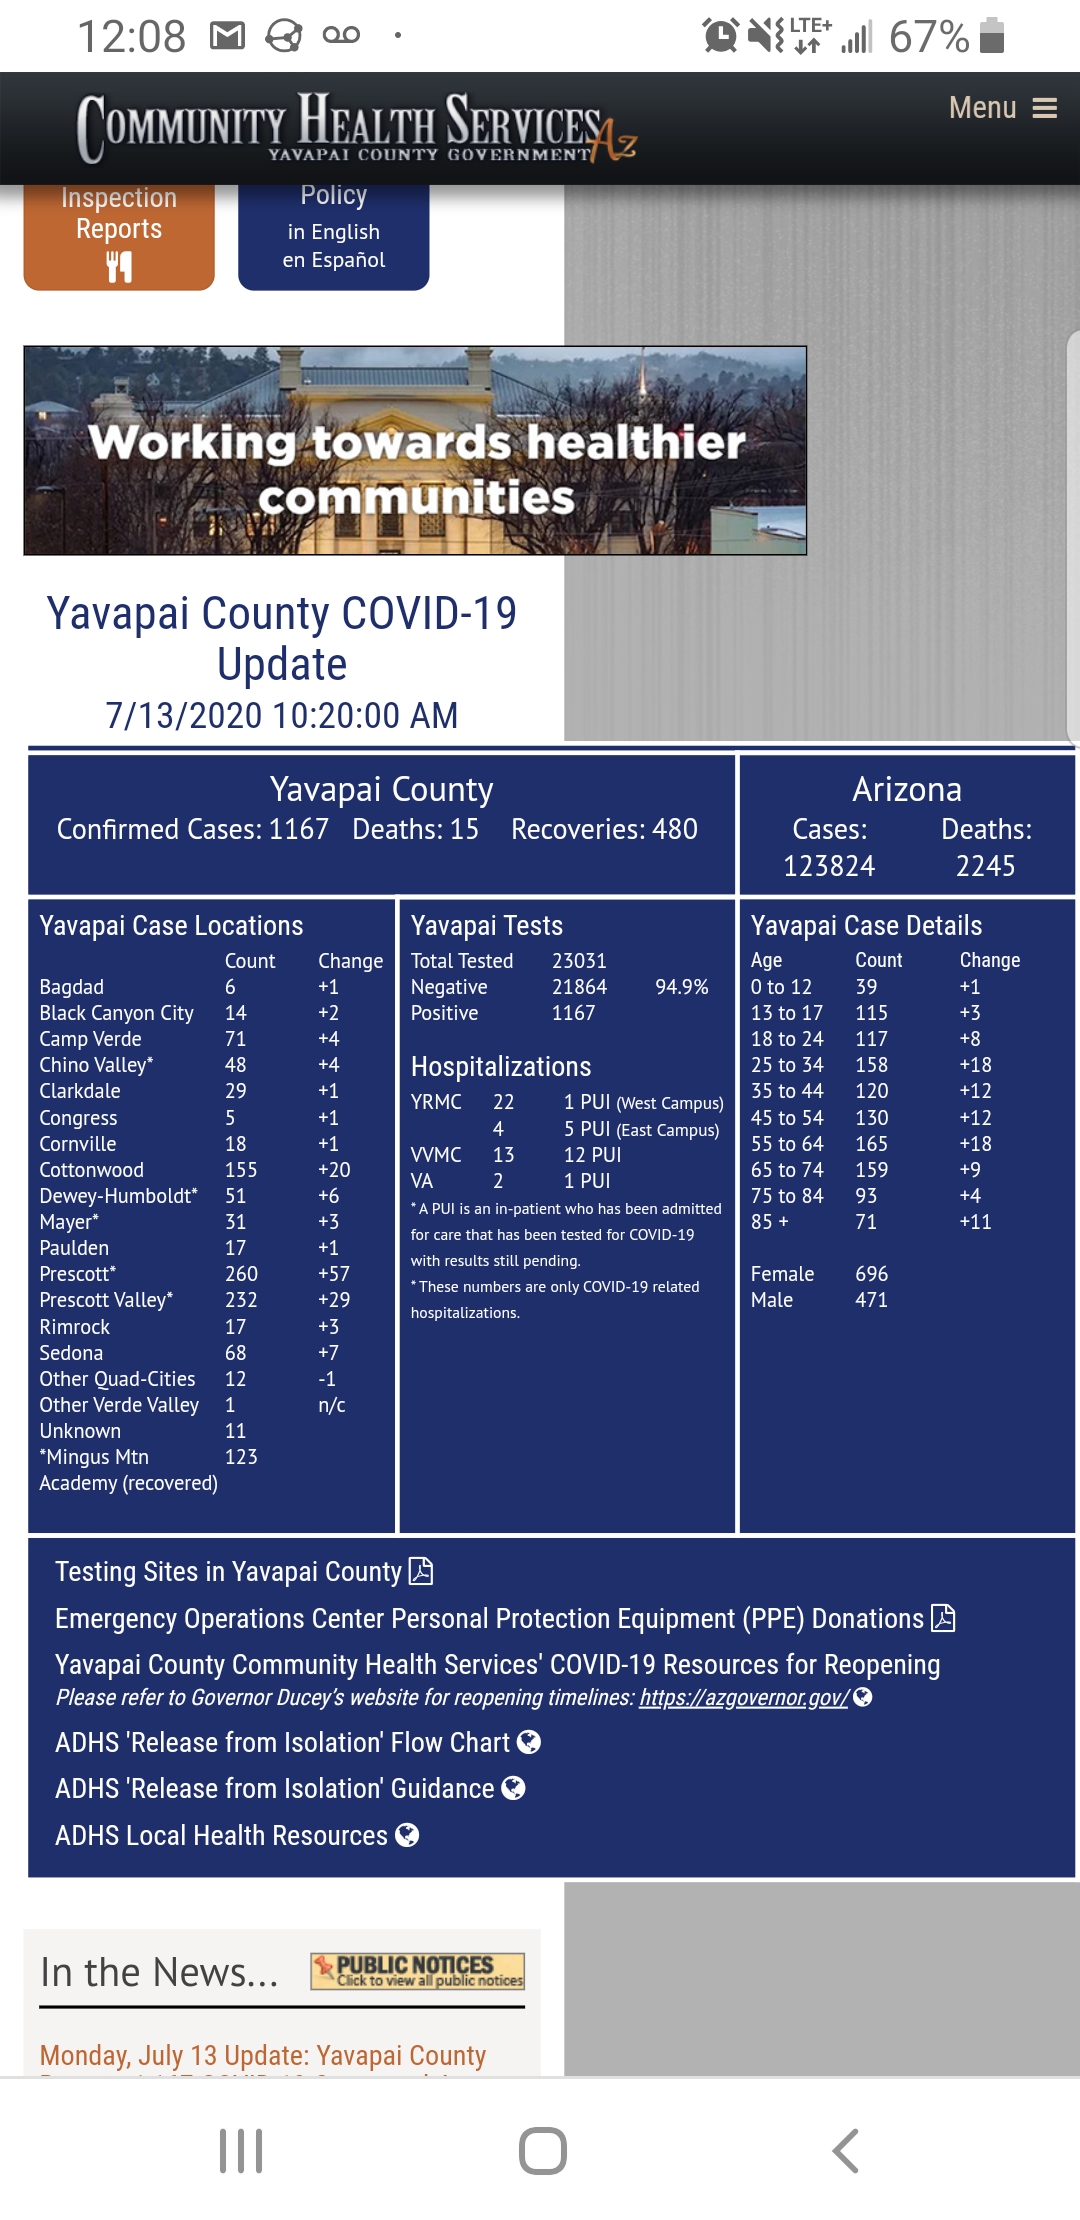 12:08 LTE+ 67%
COMMUNITY HEALTH SERVICES Az
YAVAPAI COUNTY GOVERNMENT
Menu
Inspection
Reports
Policy
in English
en Español
Working towards healthier
communities
Yavapai County COVID-19
Update
7/13/2020 10:20:00 AM
Yavapai County
Confirmed Cases: 1167 Deaths: 15 Recoveries: 480
Arizona
Cases: Deaths:
123824 2245
Yavapai Case Locations
Count Change
Bagdad 6 +1
Black Canyon City 14 +2
Camp Verde 71 +4
Chino Valley* 48 +4
Clarkdale 29 +1
Congress 5 +1
Cornville 18 +1
Cottonwood 155 +20
Dewey-Humboldt* 51 +6
Mayer* 31 +3
Paulden 17 +1
Prescott* 260 +57
Prescott Valley* 232 +29
Rimrock 17 +3
Sedona 68 +7
Other Quad-Cities 12 -1
Other Verde Valley 1 n/c
Unknown 11
*Mingus Mtn 123
Academy (recovered)
Yavapai Tests
Total Tested 23031
Negative 21864 94.9%
Positive 1167
Hospitalizations
YRMC 22 1 PUI (West Campus)
4 5 PUI (East Campus)
VVMC 13 12 PUI
VA 2 1 PUI
* A PUI is an in-patient who has been admitted
for care that has been tested for COVID-19
with results still pending.
* These numbers are only COVID-19 related
hospitalizations.
Yavapai Case Details
Age Count Change
0 to 12 39 +1
13 to 17 115 +3
18 to 24 117 +8
25 to 34 158 +18
35 to 44 120 +12
45 to 54 130 +12
55 to 64 165 +18
65 to 74 159 +9
75 to 84 93 +4
85 + 71 +11
Female 696
Male 471
Testing Sites in Yavapai County
Emergency Operations Center Personal Protection Equipment (PPE) Donations
Yavapai County Community Health Services' COVID-19 Resources for Reopening
Please refer to Governor Ducey's website for reopening timelines: https://azgovernor.gov/
ADHS 'Release from Isolation' Flow Chart
ADHS 'Release from Isolation' Guidance
ADHS Local Health Resources
In the News...
PUBLIC NOTICES
Click to view all public notices
Monday, July 13 Update: Yavapai County